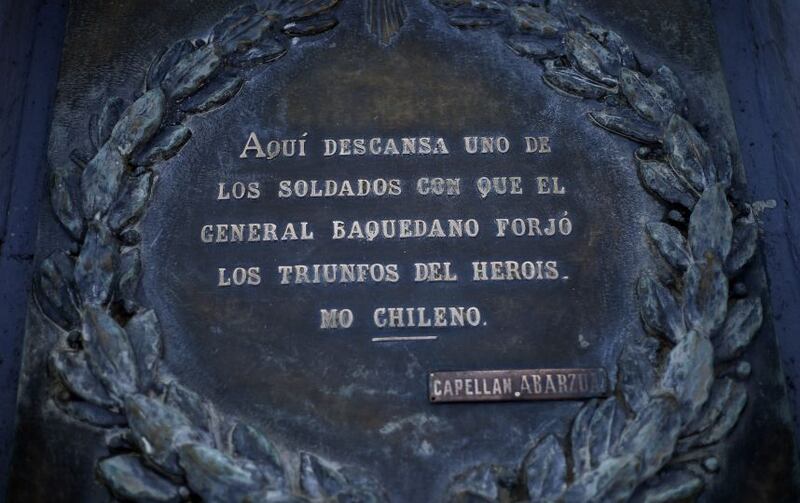 AQUÍ DESCANSA UNO DE
LOS SOLDADOS CON QUE EL
GENERAL BAQUEDANO FORJÓ
LOS TRIUNFOS DEL HEROIS-
MO CHILENO.
CAPELLAN ABARZUA